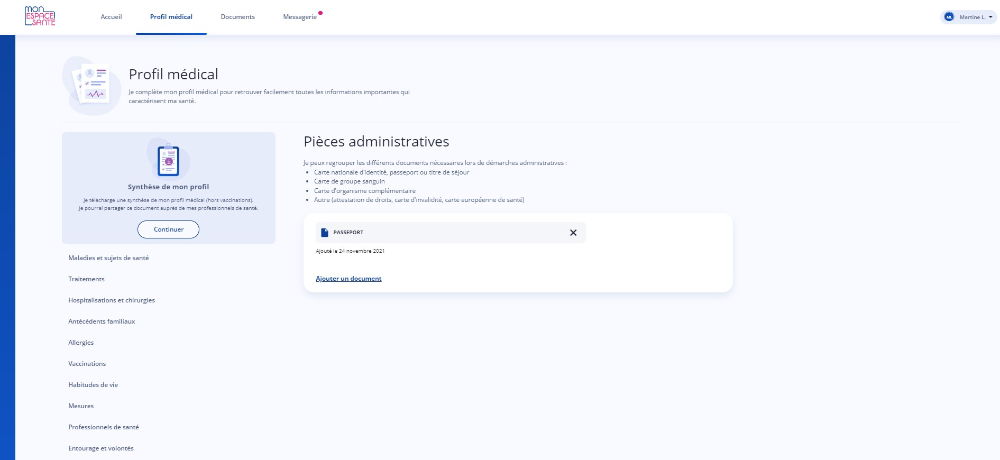 MON
ESPACE
SANTÉ
Accueil
Profil médical
Documents
Messagerie
ML
Martine L.
Profil médical
Je complète mon profil médical pour retrouver facilement toutes les informations importantes qui
caractérisent ma santé.
Synthèse de mon profil
Je télécharge une synthèse de mon profil médical (hors vaccinations).
Je pourrai partager ce document auprès de mes professionnels de santé.
Continuer
Maladies et sujets de santé
Traitements
Hospitalisations et chirurgies
Antécédents familiaux
Allergies
Vaccinations
Habitudes de vie
Mesures
Professionnels de santé
Entourage et volontés
Pièces administratives
Je peux regrouper les différents documents nécessaires lors de démarches administratives :
• Carte nationale d'identité, passeport ou titre de séjour
• Carte de groupe sanguin
• Carte d'organisme complémentaire
• Autre (attestation de droits, carte d'invalidité, carte européenne de santé)
PASSEPORT
Ajouté le 24 novembre 2021
Ajouter un document